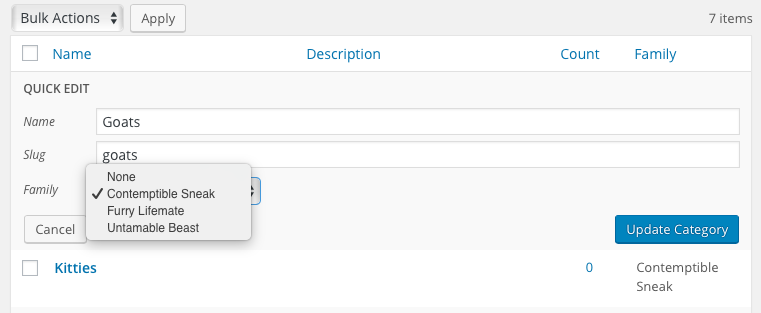 Bulk Actions Apply 7 items
Name Description Count Family
QUICK EDIT
Name Goats
Slug goats
Family
None
Contemptible Sneak
Furry Lifemate
Untamable Beast
Cancel Update Category
Kitties 0 Contemptible
Sneak